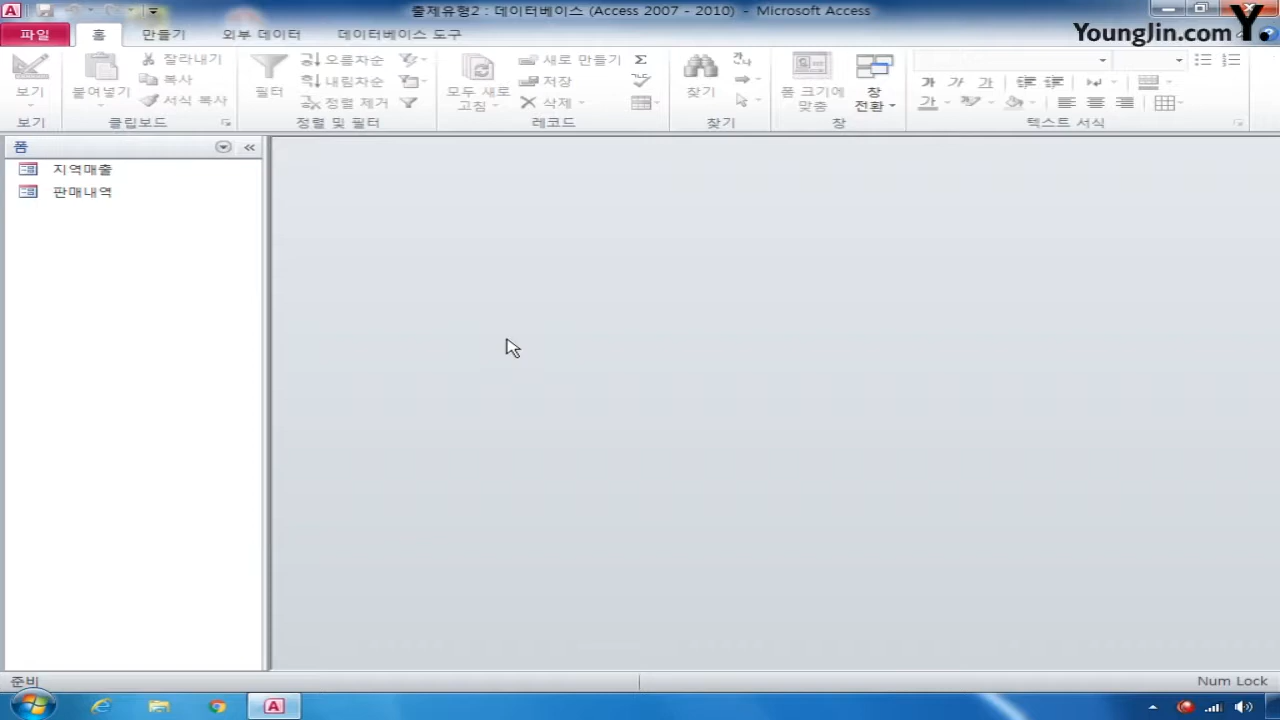 출제유형2 : 데이터베이스 (Access 2007 - 2010) - Microsoft Access
파일 홈 만들기 외부 데이터 데이터베이스 도구
YoungJin.com Y.
보기 붙여넣기 잘라내기 복사 서식 복사 필터 오름차순 내림차순 정렬 제거 모두 새로 고침 새로 만들기 저장 삭제 찾기 폼 크기에 맞춤 창 전환 가 가 가 가
보기 클립보드 정렬 및 필터 레코드 찾기 창 텍스트 서식
폼
지역매출
판매내역
준비 Num Lock